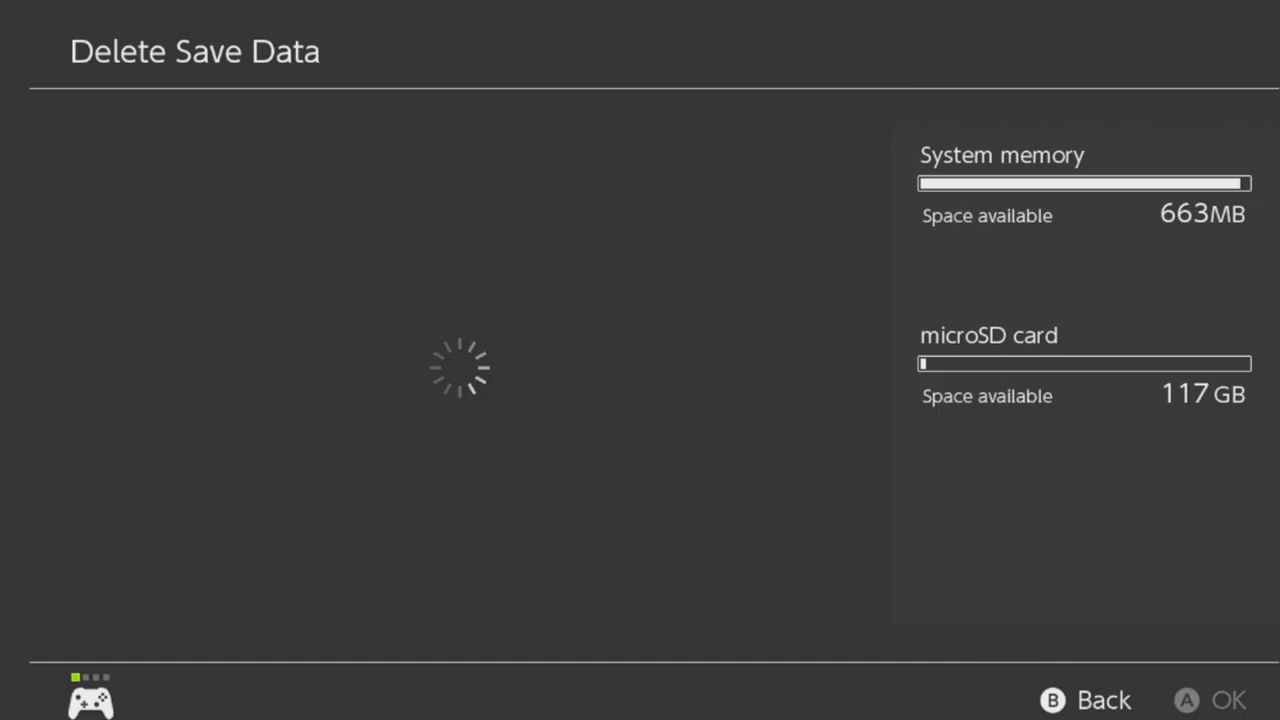 Delete Save Data
System memory
Space available 663MB
microSD card
Space available 117 GB
B Back A OK